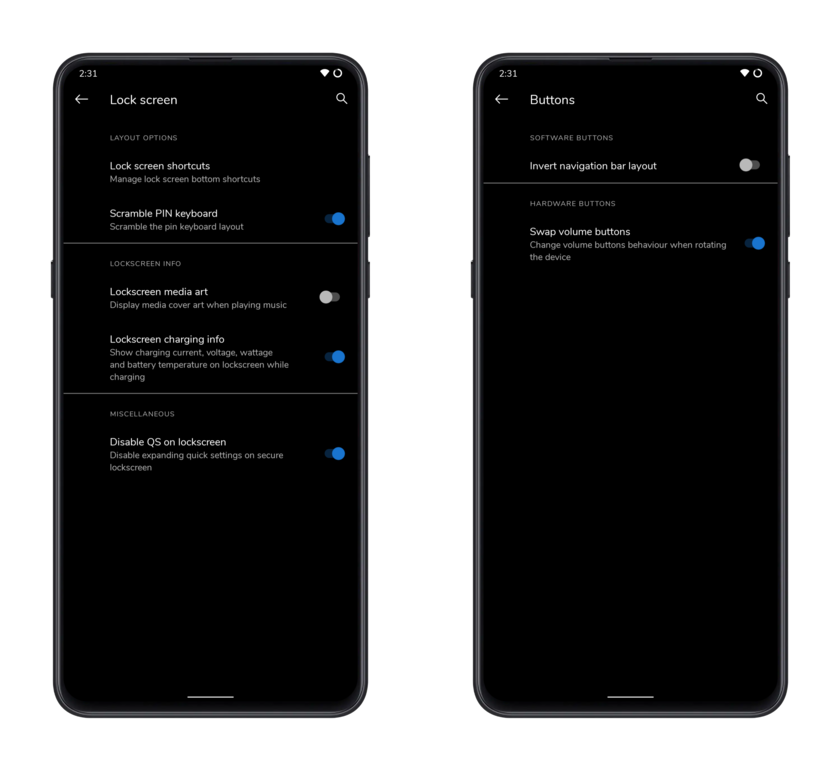 2:31
Lock screen
LAYOUT OPTIONS
Lock screen shortcuts
Manage lock screen bottom shortcuts
Scramble PIN keyboard
Scramble the pin keyboard layout
LOCKSCREEN INFO
Lockscreen media art
Display media cover art when playing music
Lockscreen charging info
Show charging current, voltage, wattage
and battery temperature on lockscreen while
charging
MISCELLANEOUS
Disable QS on lockscreen
Disable expanding quick settings on secure
lockscreen
2:31
Buttons
SOFTWARE BUTTONS
Invert navigation bar layout
HARDWARE BUTTONS
Swap volume buttons
Change volume buttons behaviour when rotating
the device